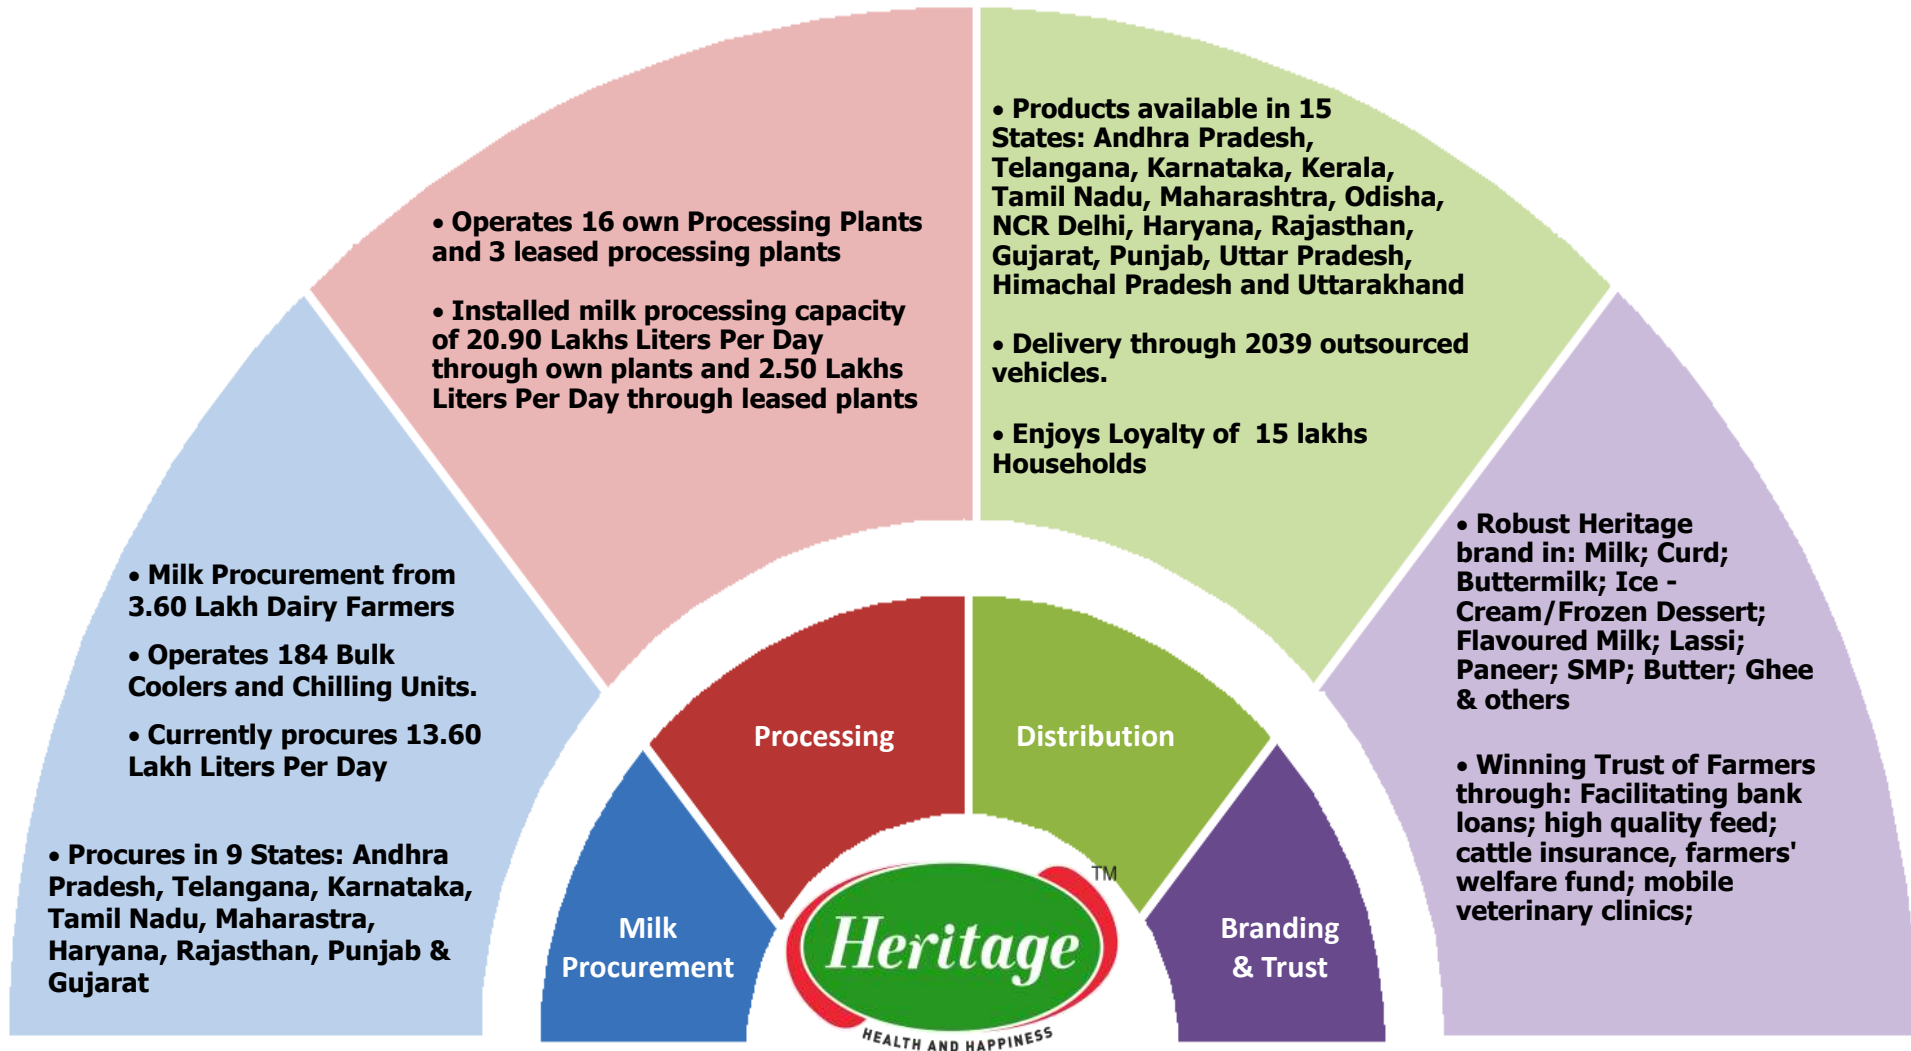 • Milk Procurement from
3.60 Lakh Dairy Farmers
• Operates 184 Bulk
Coolers and Chilling Units.
• Currently procures 13.60
Lakh Liters Per Day
• Procures in 9 States: Andhra
Pradesh, Telangana, Karnataka,
Tamil Nadu, Maharastra,
Haryana, Rajasthan, Punjab &
Gujarat
• Operates 16 own Processing Plants
and 3 leased processing plants
• Installed milk processing capacity
of 20.90 Lakhs Liters Per Day
through own plants and 2.50 Lakhs
Liters Per Day through leased plants
• Products available in 15
States: Andhra Pradesh,
Telangana, Karnataka, Kerala,
Tamil Nadu, Maharashtra, Odisha,
NCR Delhi, Haryana, Rajasthan,
Gujarat, Punjab, Uttar Pradesh,
Himachal Pradesh and Uttarakhand
• Delivery through 2039 outsourced
vehicles.
• Enjoys Loyalty of 15 lakhs
Households
• Robust Heritage
brand in: Milk; Curd;
Buttermilk; Ice -
Cream/Frozen Dessert;
Flavoured Milk; Lassi;
Paneer; SMP; Butter; Ghee
& others
• Winning Trust of Farmers
through: Facilitating bank
loans; high quality feed;
cattle insurance, farmers'
welfare fund; mobile
veterinary clinics;
Milk
Procurement
Processing
Distribution
Branding
& Trust
Heritage
TM
HEALTH AND HAPPINESS